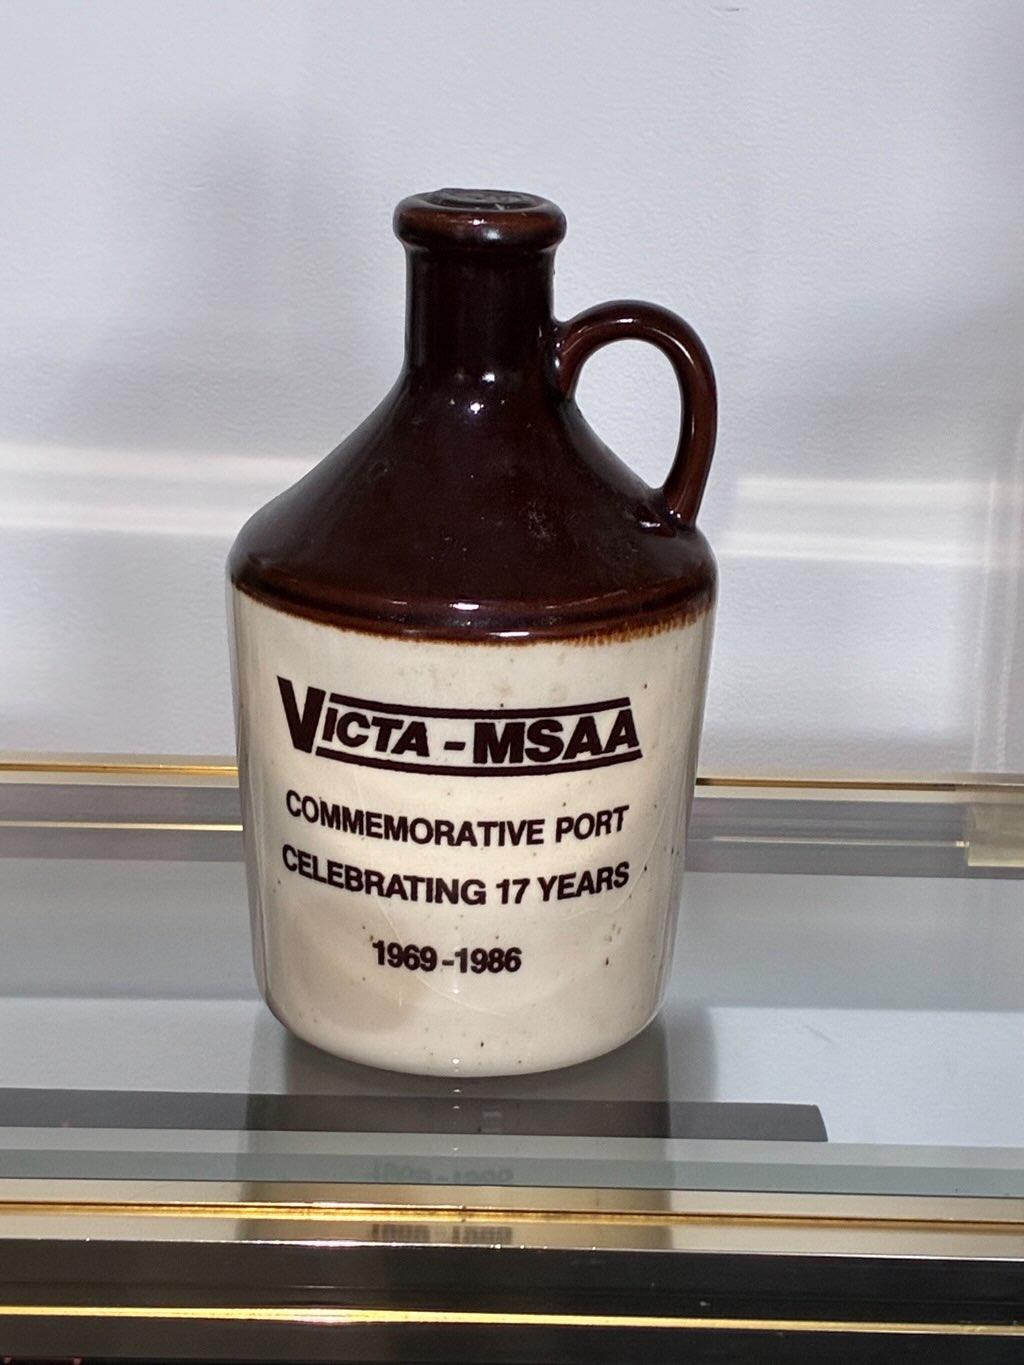 VICTA-MSAA
COMMEMORATIVE PORT
CELEBRATING 17 YEARS
1969-1986